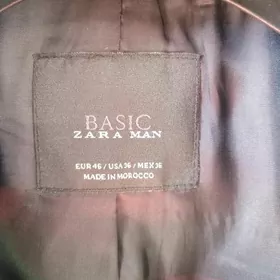 BASIC
ZARA MAN
EUR 46 / USA 36 / MEX 36
MADE IN MOROCCO